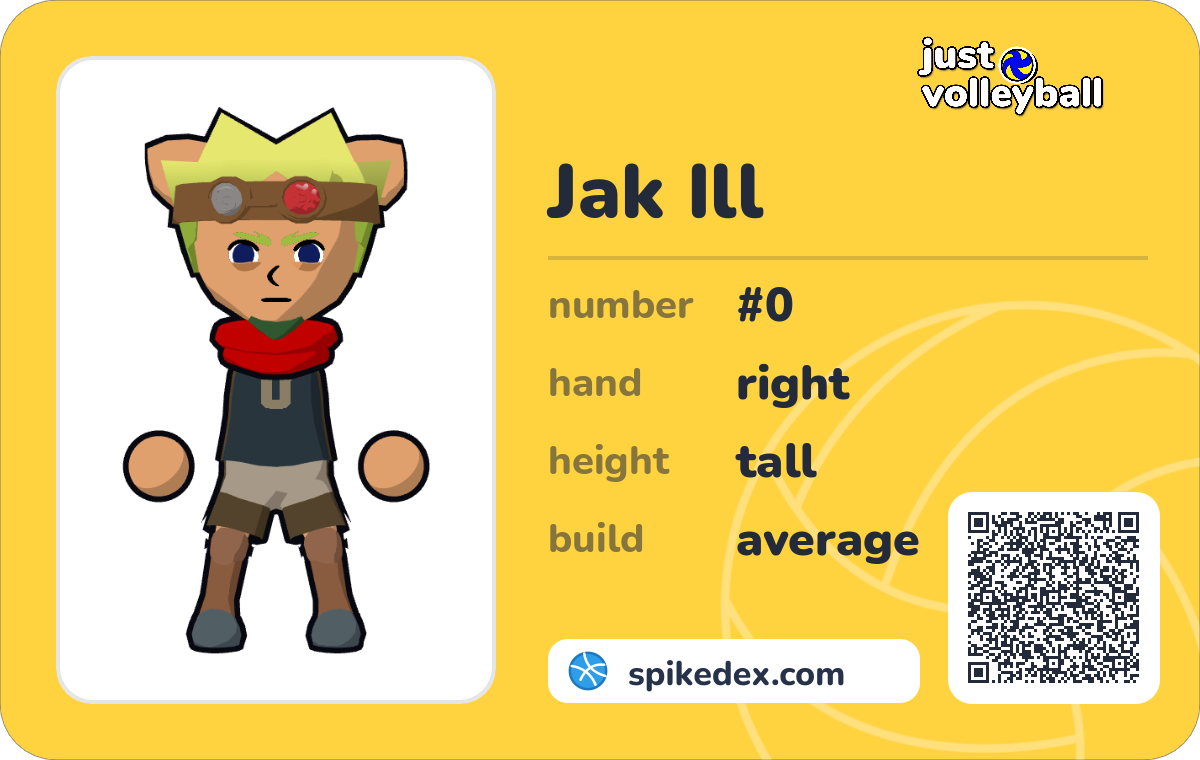 just
volleyball
Jak Ill
number #0
hand right
height tall
build average
spikedex.com